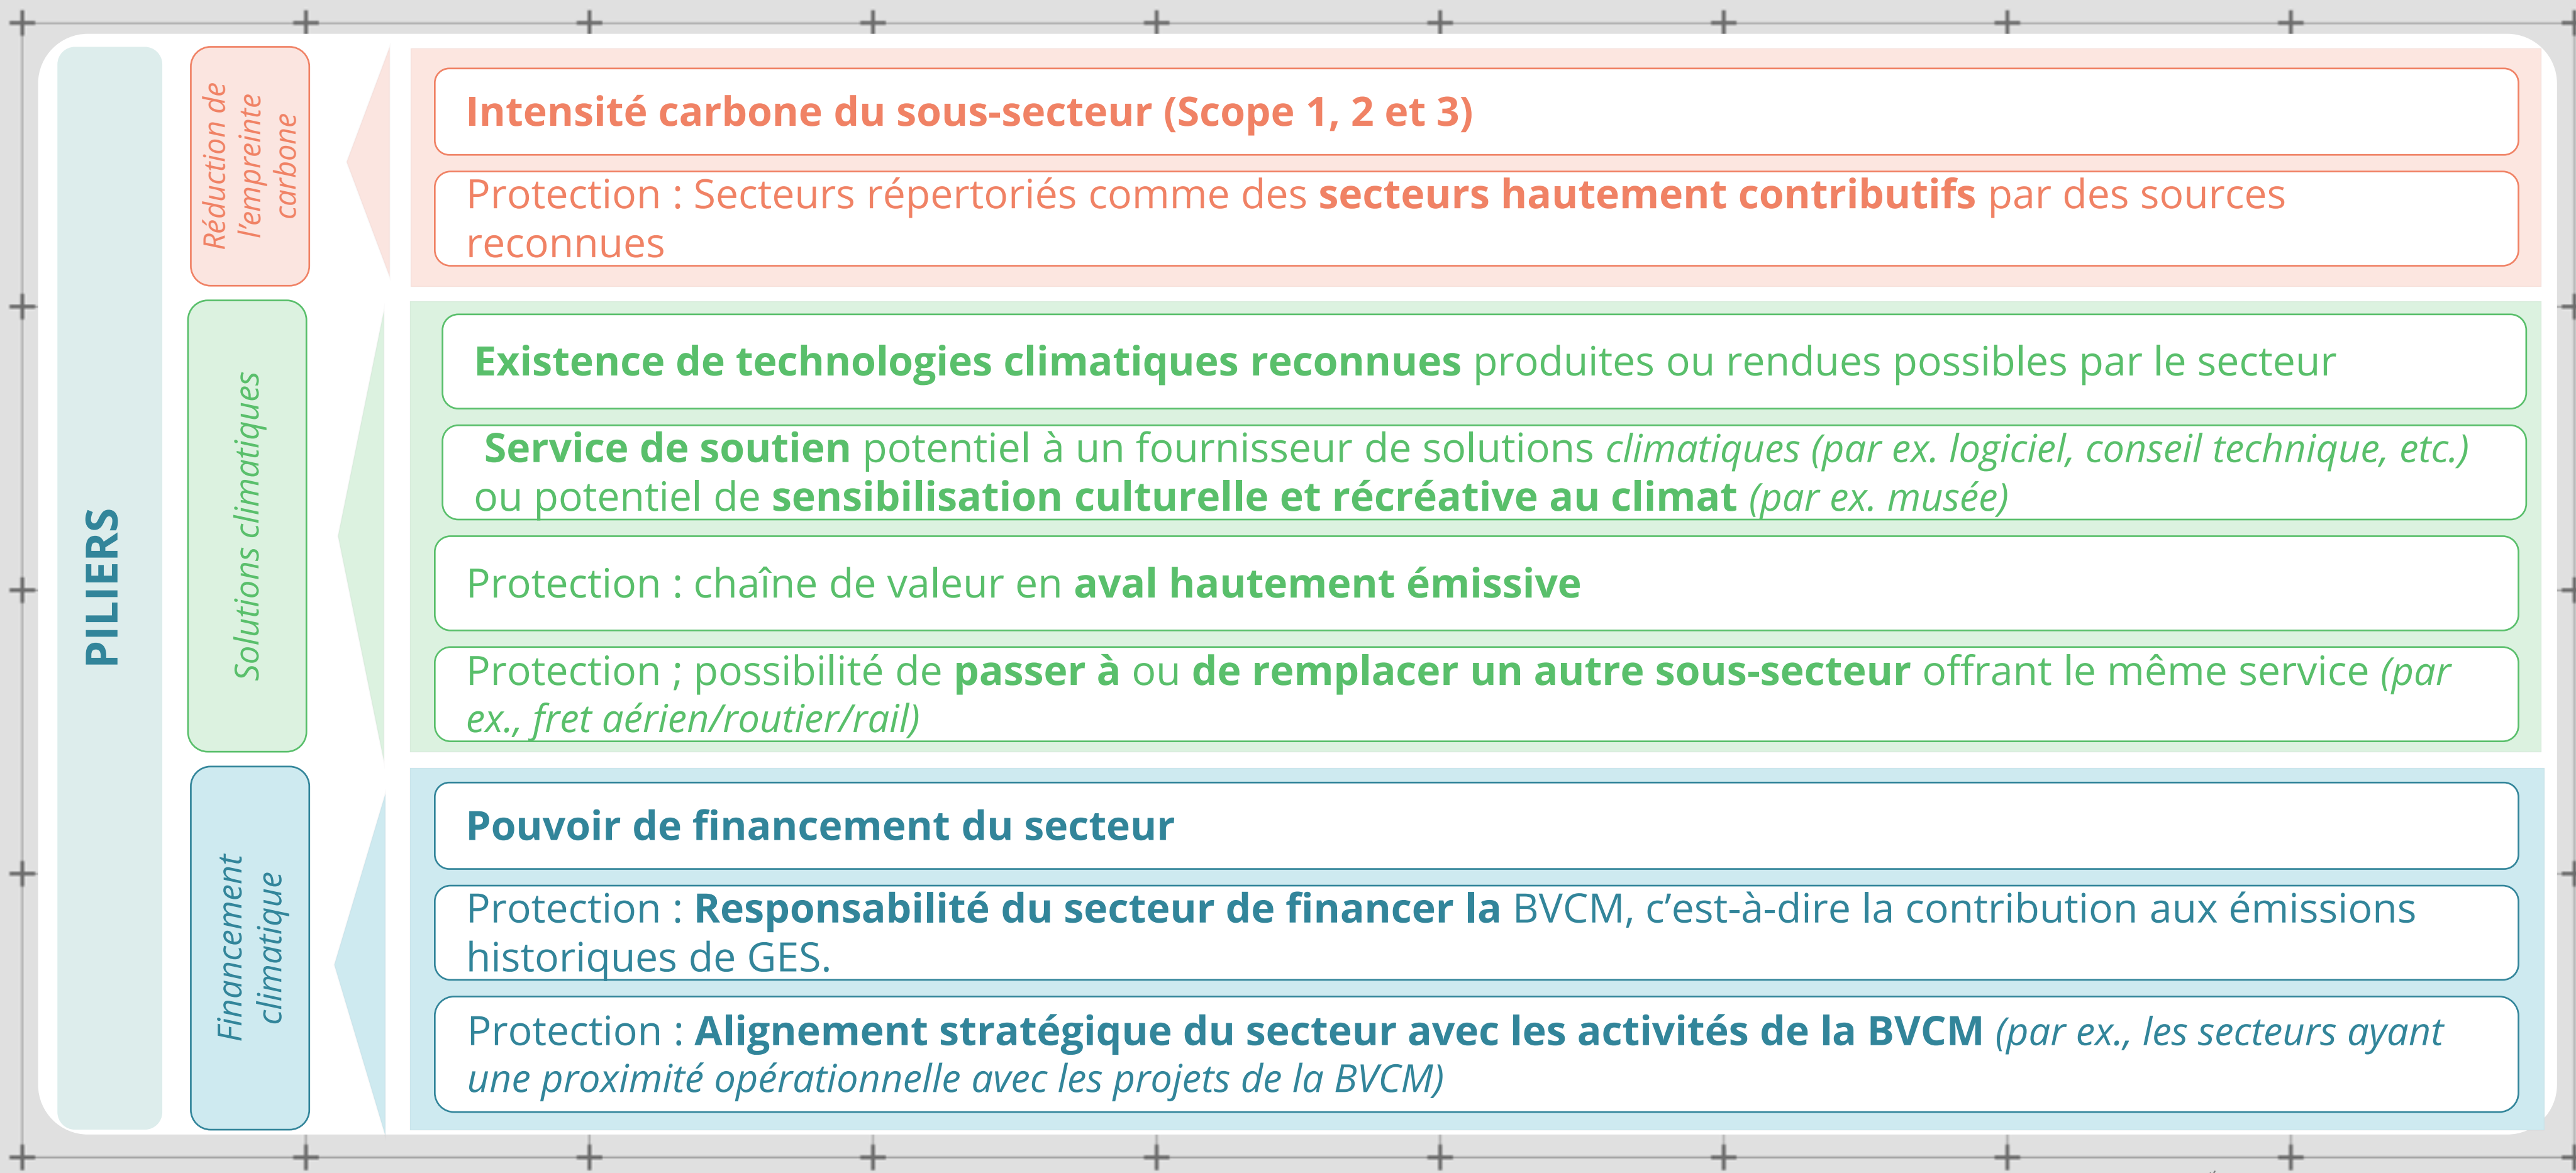 PILIERS
Réduction de
l’empreinte
carbone
Intensité carbone du sous-secteur (Scope 1, 2 et 3)
Protection : Secteurs répertoriés comme des secteurs hautement contributifs par des sources
reconnues
Solutions climatiques
Existence de technologies climatiques reconnues produites ou rendues possibles par le secteur
Service de soutien potentiel à un fournisseur de solutions climatiques (par ex. logiciel, conseil technique, etc.)
ou potentiel de sensibilisation culturelle et récréative au climat (par ex. musée)
Protection : chaîne de valeur en aval hautement émissive
Protection ; possibilité de passer à ou de remplacer un autre sous-secteur offrant le même service (par
ex., fret aérien/routier/rail)
Financement
climatique
Pouvoir de financement du secteur
Protection : Responsabilité du secteur de financer la BVCM, c’est-à-dire la contribution aux émissions
historiques de GES.
Protection : Alignement stratégique du secteur avec les activités de la BVCM (par ex., les secteurs ayant
une proximité opérationnelle avec les projets de la BVCM)